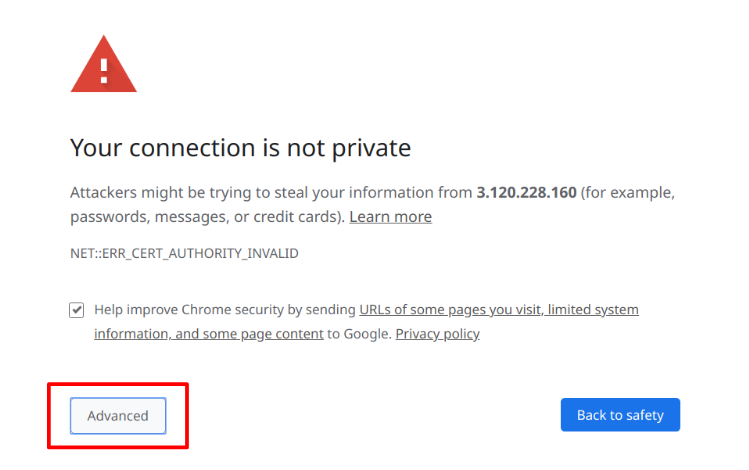 Your connection is not private
Attackers might be trying to steal your information from 3.120.228.160 (for example,
passwords, messages, or credit cards). Learn more
NET::ERR_CERT_AUTHORITY_INVALID
Help improve Chrome security by sending URLs of some pages you visit, limited system
information, and some page content to Google. Privacy policy
Advanced
Back to safety